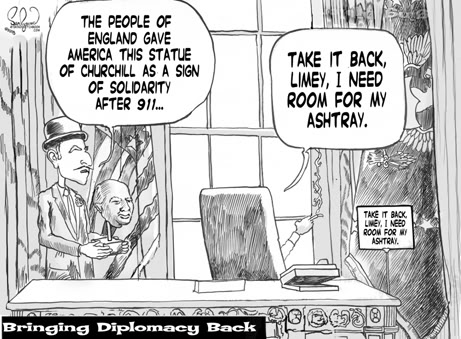 THE PEOPLE OF
ENGLAND GAVE
AMERICA THIS STATUE
OF CHURCHILL AS A SIGN
OF SOLIDARITY
AFTER 911...
TAKE IT BACK,
LIMEY, I NEED
ROOM FOR MY
ASHTRAY.
TAKE IT BACK,
LIMEY, I NEED
ROOM FOR MY
ASHTRAY.
Bringing Diplomacy Back